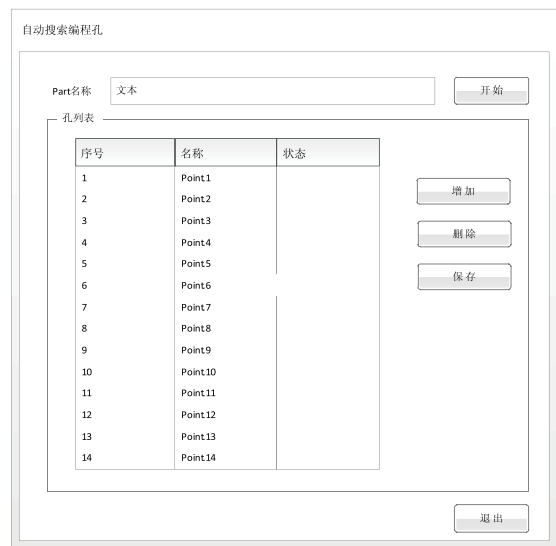 自动搜索编程孔
Part名称 文本 开始
孔列表
序号 名称 状态
1 Point1
2 Point2
3 Point3
4 Point4
5 Point5
6 Point6
7 Point7
8 Point8
9 Point9
10 Point10
11 Point11
12 Point12
13 Point13
14 Point14
增加
删除
保存
退出